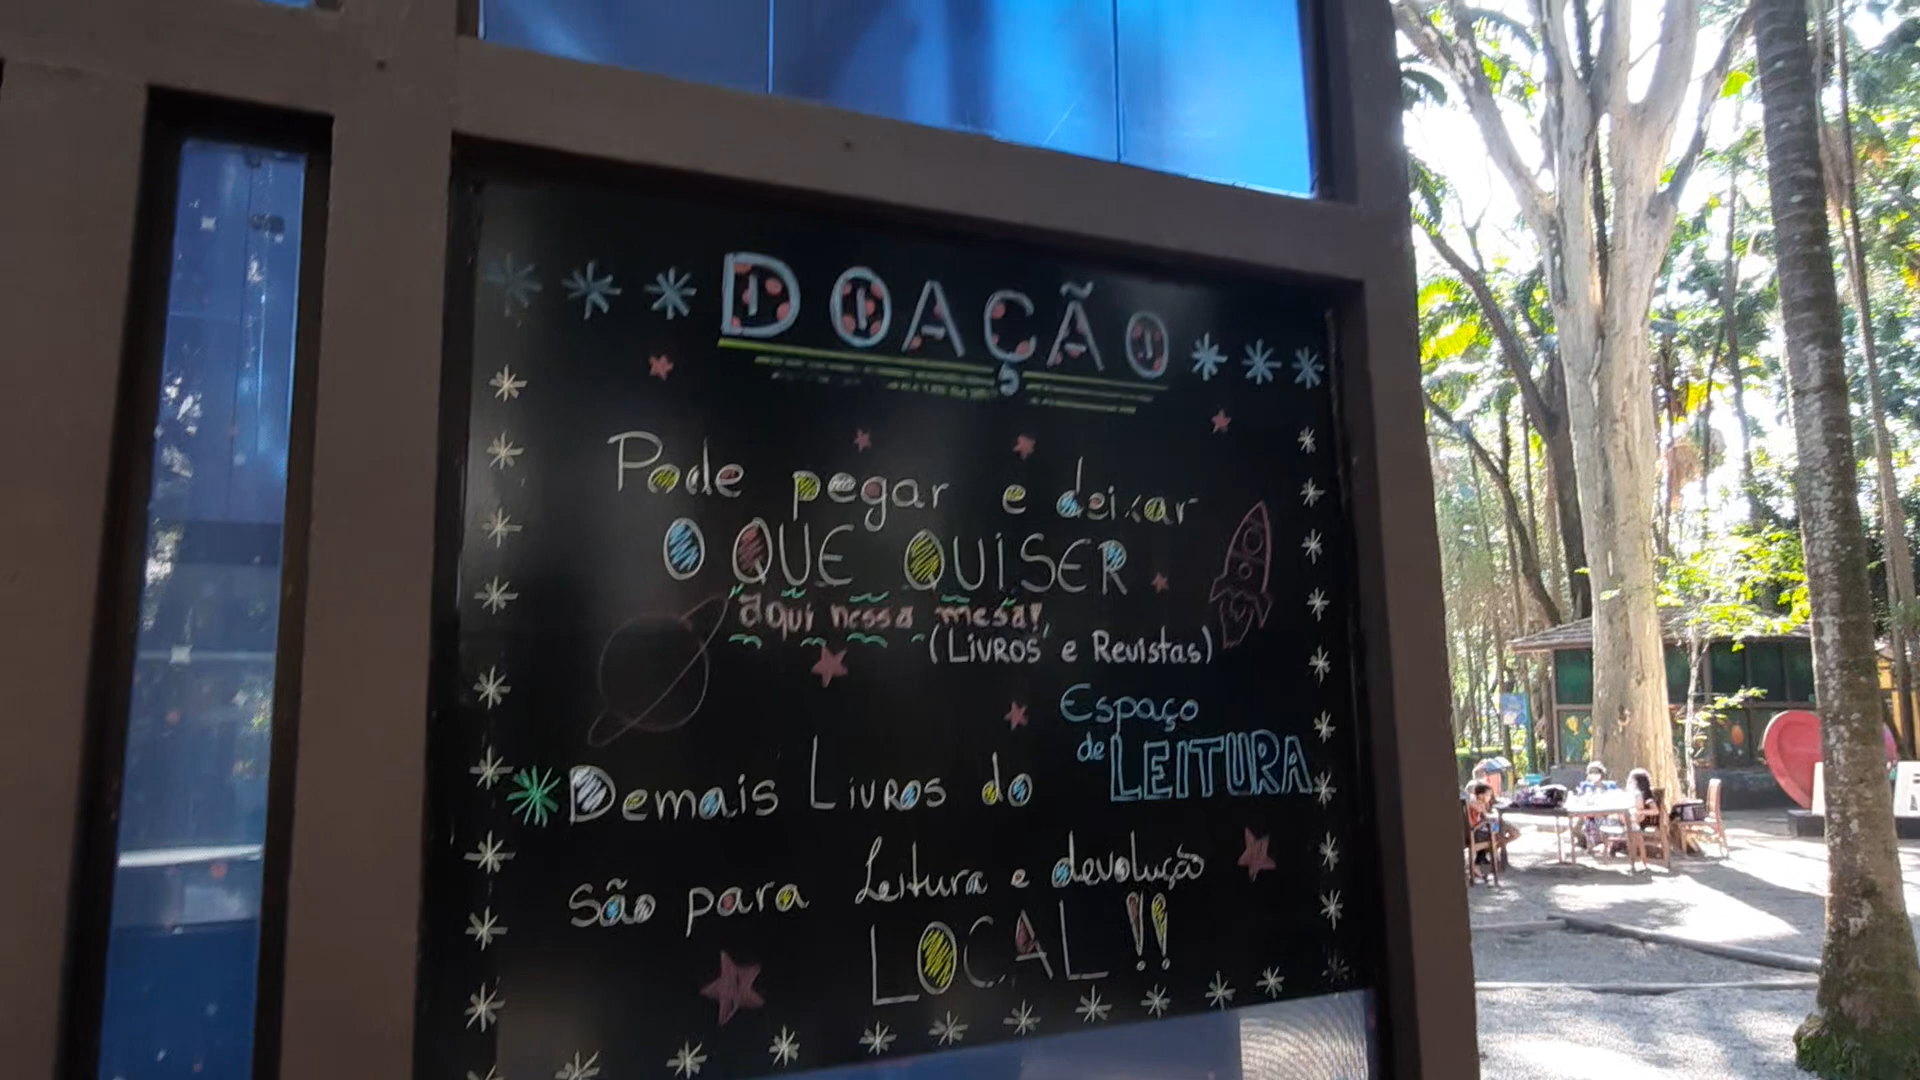 DOAÇÃO
Pode pegar e deixar
O QUE QUISER
aqui nessa mesa!
(LIVROS e Revistas)
Espaço
de LEITURA
Demais Livros do
são para Leitura e devolução
LOCAL!!